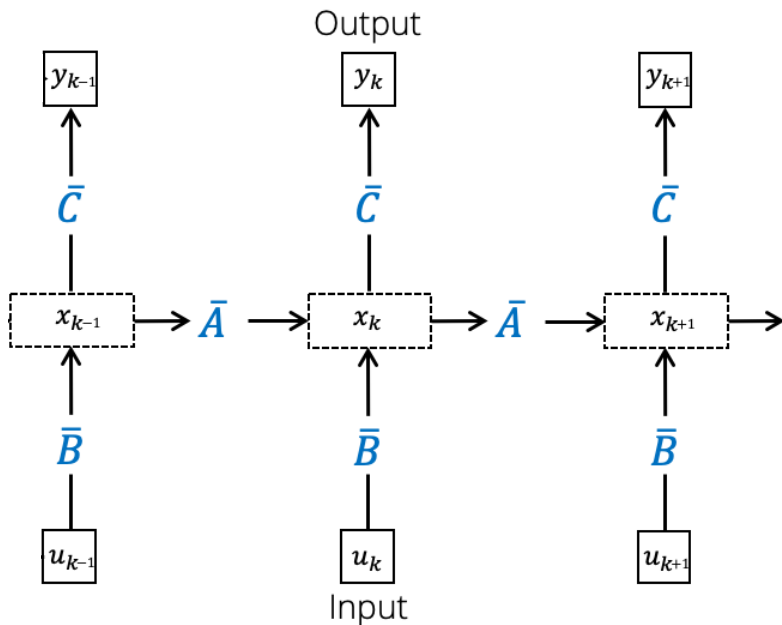 Output
yₖ₋₁ yₖ yₖ₊₁
C̄ C̄ C̄
xₖ₋₁ Ā xₖ Ā xₖ₊₁
B̄ B̄ B̄
uₖ₋₁ uₖ uₖ₊₁
Input